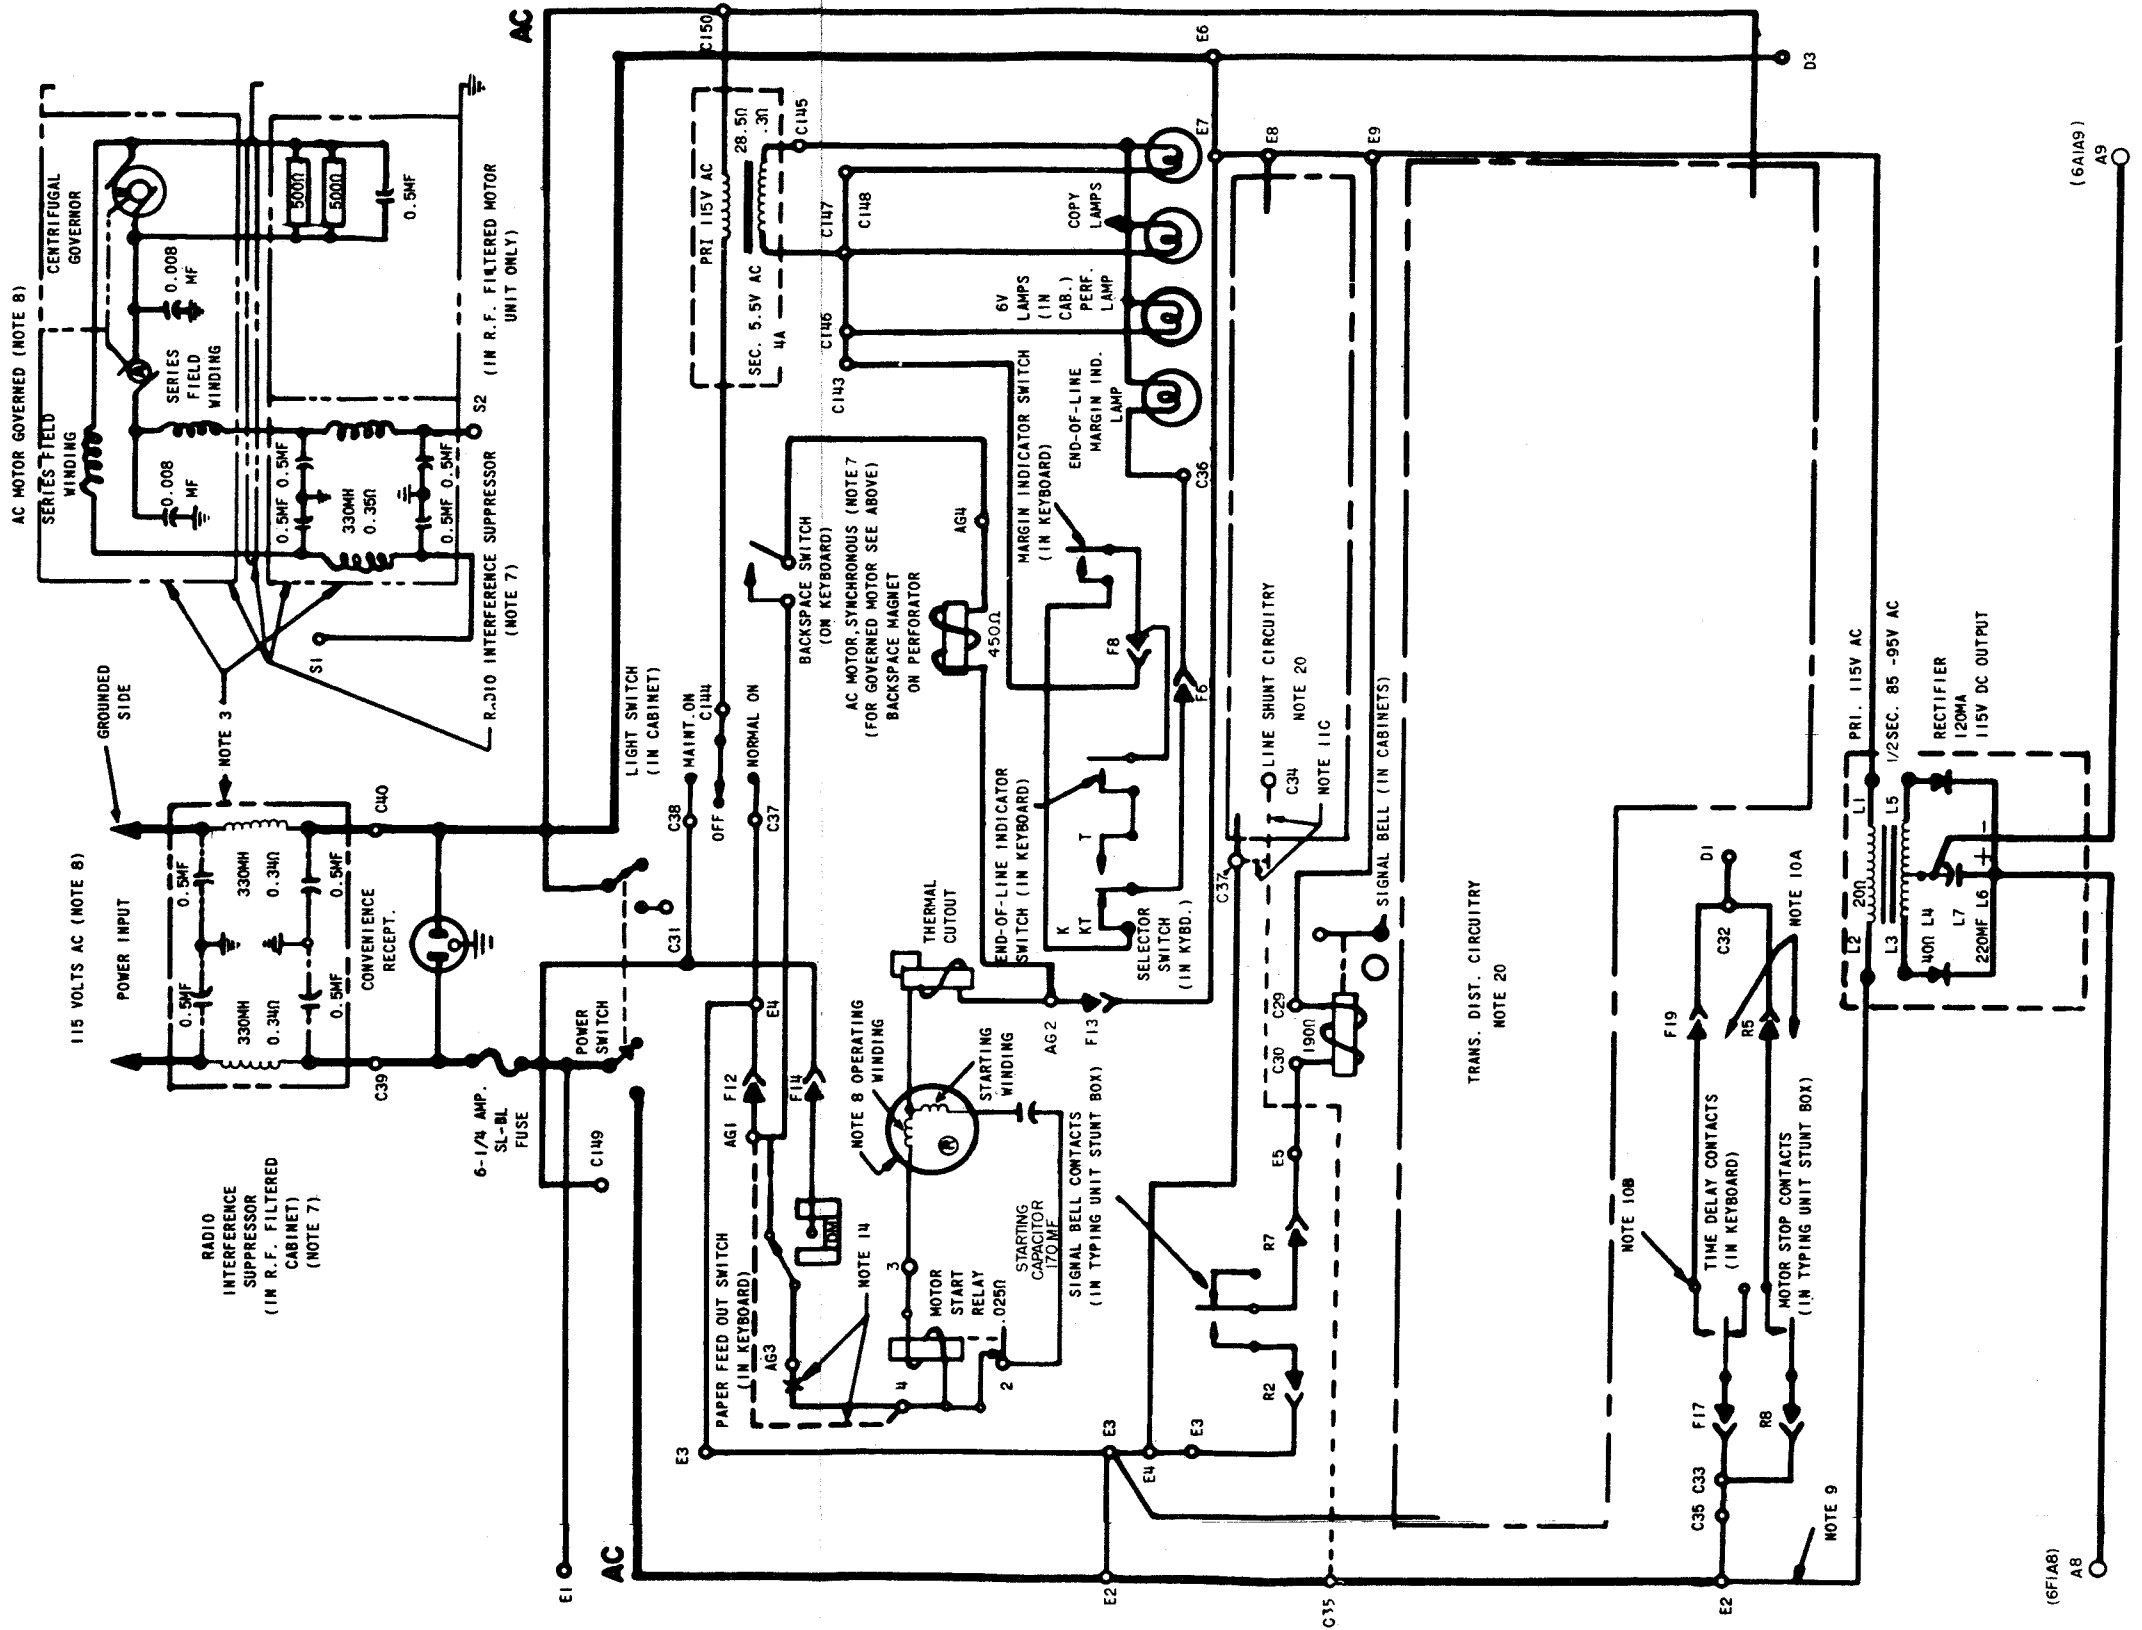 AC MOTOR GOVERNED (NOTE 8)
SERIES FIELD
WINDING
CENTRIFUGAL
GOVERNOR
0.008
MF
0.008
MF
SERIES
FIELD
WINDING
500Ω
500Ω
0.5MF
0.5MF 0.5MF
330MH
0.35Ω
0.5MF 0.5MF
S2
S1
(IN R.F. FILTERED MOTOR
UNIT ONLY)
RADIO INTERFERENCE SUPPRESSOR
(NOTE 7)
NOTE 3
GROUNDED
SIDE
115 VOLTS AC (NOTE 8)
POWER INPUT
0.5MF
0.5MF
330MH
0.34Ω
330MH
0.34Ω
0.5MF
0.5MF
CONVENIENCE
RECEPT.
C39
C40
RADIO
INTERFERENCE
SUPPRESSOR
(IN R.F. FILTERED
CABINET)
(NOTE 7)
6-1/4 AMP.
SL-BL
FUSE
POWER
SWITCH
C149
E1
AC
AC
C150
E6
D3
C31
LIGHT SWITCH
(IN CABINET)
MAINT. ON
C38
OFF
C144
NORMAL ON
C37
PRI 115V AC
28.5Ω
.3Ω
SEC. 5.5V AC
4A
C145
C147
C148
C146
C143
E3
E4
PAPER FEED OUT SWITCH
(IN KEYBOARD)
AG1
F12
F14
AG3
NOTE 14
BACKSPACE SWITCH
(ON KEYBOARD)
AC MOTOR, SYNCHRONOUS (NOTE 7
(FOR GOVERNED MOTOR SEE ABOVE)
BACKSPACE MAGNET
ON PERFORATOR
450Ω
AG4
NOTE 8 OPERATING
WINDING
STARTING
WINDING
THERMAL
CUTOUT
3
4
2
MOTOR
START
RELAY
.025Ω
STARTING
CAPACITOR
170 MF
AG2
F13
END-OF-LINE INDICATOR
SWITCH (IN KEYBOARD)
MARGIN INDICATOR SWITCH
(IN KEYBOARD)
END-OF-LINE
MARGIN IND.
LAMP
6V
LAMPS
(IN
CAB.)
PERF.
LAMP
COPY
LAMPS
K
KT
T
SELECTOR
SWITCH
(IN KYBD.)
F8
F6
C36
E7
E8
E9
SIGNAL BELL CONTACTS
(IN TYPING UNIT STUNT BOX)
E3
E4
E3
E2
R2
R7
E5
C30
C29
190Ω
C37
LINE SHUNT CIRCUITRY
C34
NOTE 20
NOTE 11C
SIGNAL BELL (IN CABINETS)
C35
TRANS. DIST. CIRCUITRY
NOTE 20
NOTE 10B
TIME DELAY CONTACTS
(IN KEYBOARD)
MOTOR STOP CONTACTS
(IN TYPING UNIT STUNT BOX)
F17
R8
C35 C33
E2
NOTE 9
F19
R5
C32
D1
NOTE 10A
PRI. 115V AC
1/2 SEC. 85 -95V AC
L2
20Ω
L1
L3
40Ω L4
L5
L7
220MF L6
+
-
RECTIFIER
120MA
115V DC OUTPUT
(6F1A8)
A8
(6A1A9)
A9